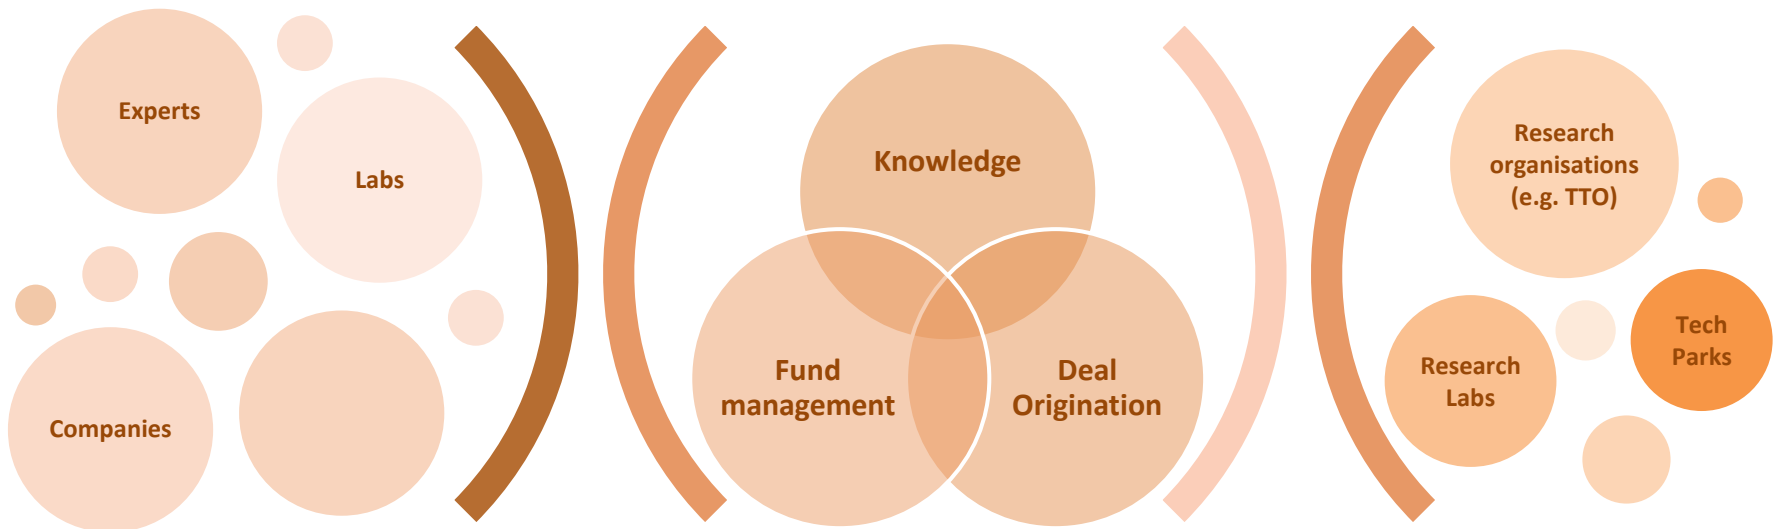 Experts
Labs
Companies
Knowledge
Fund
management
Deal
Origination
Research
organisations
(e.g. TTO)
Research
Labs
Tech
Parks